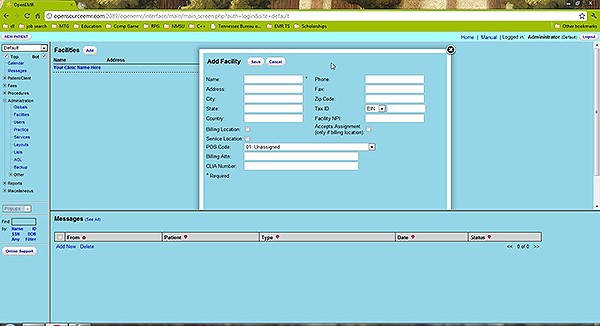 OpenEMR
opensourceemr.com:2089/openemr/interface/main/main_screen.php?auth=login&site=default
dl job search MTG Education Comp Game RPG NMSU C++ Tennessee Bureau o... EMR TS Scholarships Other bookmarks
NEW PATIENT Home | Manual | Logged in: Administrator (Default) Logout
Default
Top Bot
Calendar
Messages
Patient/Client
Fees
Procedures
Administration
Globals
Facilities
Users
Practice
Services
Layouts
Lists
ACL
Backup
Other
Reports
Miscellaneous
Popups
Find:
by: Name ID
SSN DOB
Any Filter
Online Support
Facilities Add
Name Address
Your Clinic Name Here
Add Facility Save Cancel
Name: * Phone:
Address: Fax:
City: Zip Code:
State: Tax ID: EIN
Country: Facility NPI:
Billing Location: Accepts Assignment
(only if billing location):
Service Location:
POS Code: 01: Unassigned
Billing Attn:
CLIA Number:
* Required
Messages (See All)
From Patient Type Date Status
Add New Delete << 0 of 0 >>